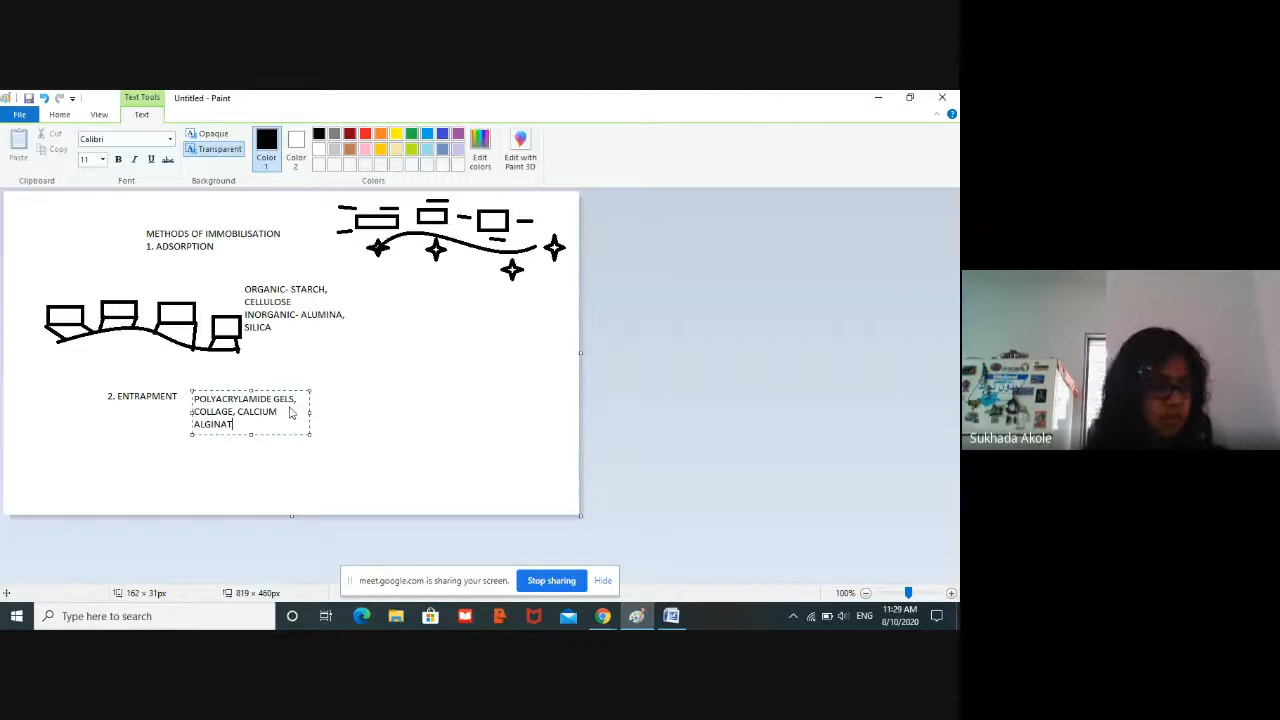 Text Tools
Untitled - Paint
File
Home
View
Text
Paste
Cut
Copy
Clipboard
Calibri
11
B
I
U
abc
Font
Opaque
Transparent
Background
Color
1
Color
2
Edit
colors
Edit with
Paint 3D
Colors
METHODS OF IMMOBILISATION
1. ADSORPTION
ORGANIC- STARCH,
CELLULOSE
INORGANIC- ALUMINA,
SILICA
2. ENTRAPMENT
POLYACRYLAMIDE GELS,
COLLAGE, CALCIUM
ALGINAT
Sukhada Akole
meet.google.com is sharing your screen.
Stop sharing
Hide
162 × 31px
819 × 460px
100%
Type here to search
ENG
11:29 AM
8/10/2020